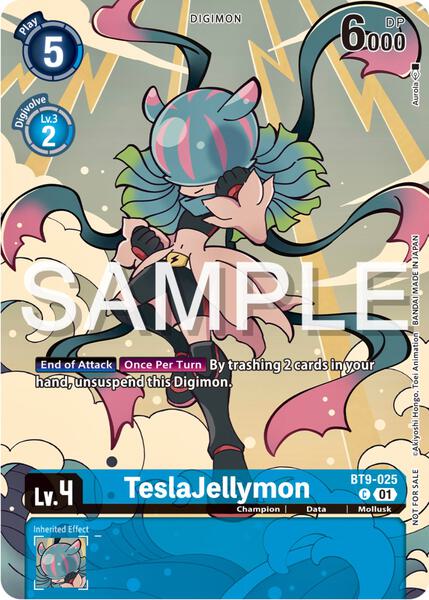 DIGIMON
Play
5
DP
6000
Digivolve
Lv.3
2
Aurola
SAMPLE
End of Attack Once Per Turn By trashing 2 cards in your
hand, unsuspend this Digimon.
©Akiyoshi Hongo, Toei Animation BANDAI MADE IN JAPAN
NOT FOR SALE
Lv.4
TeslaJellymon
BT9-025
C 01
Champion | Data | Mollusk
Inherited Effect